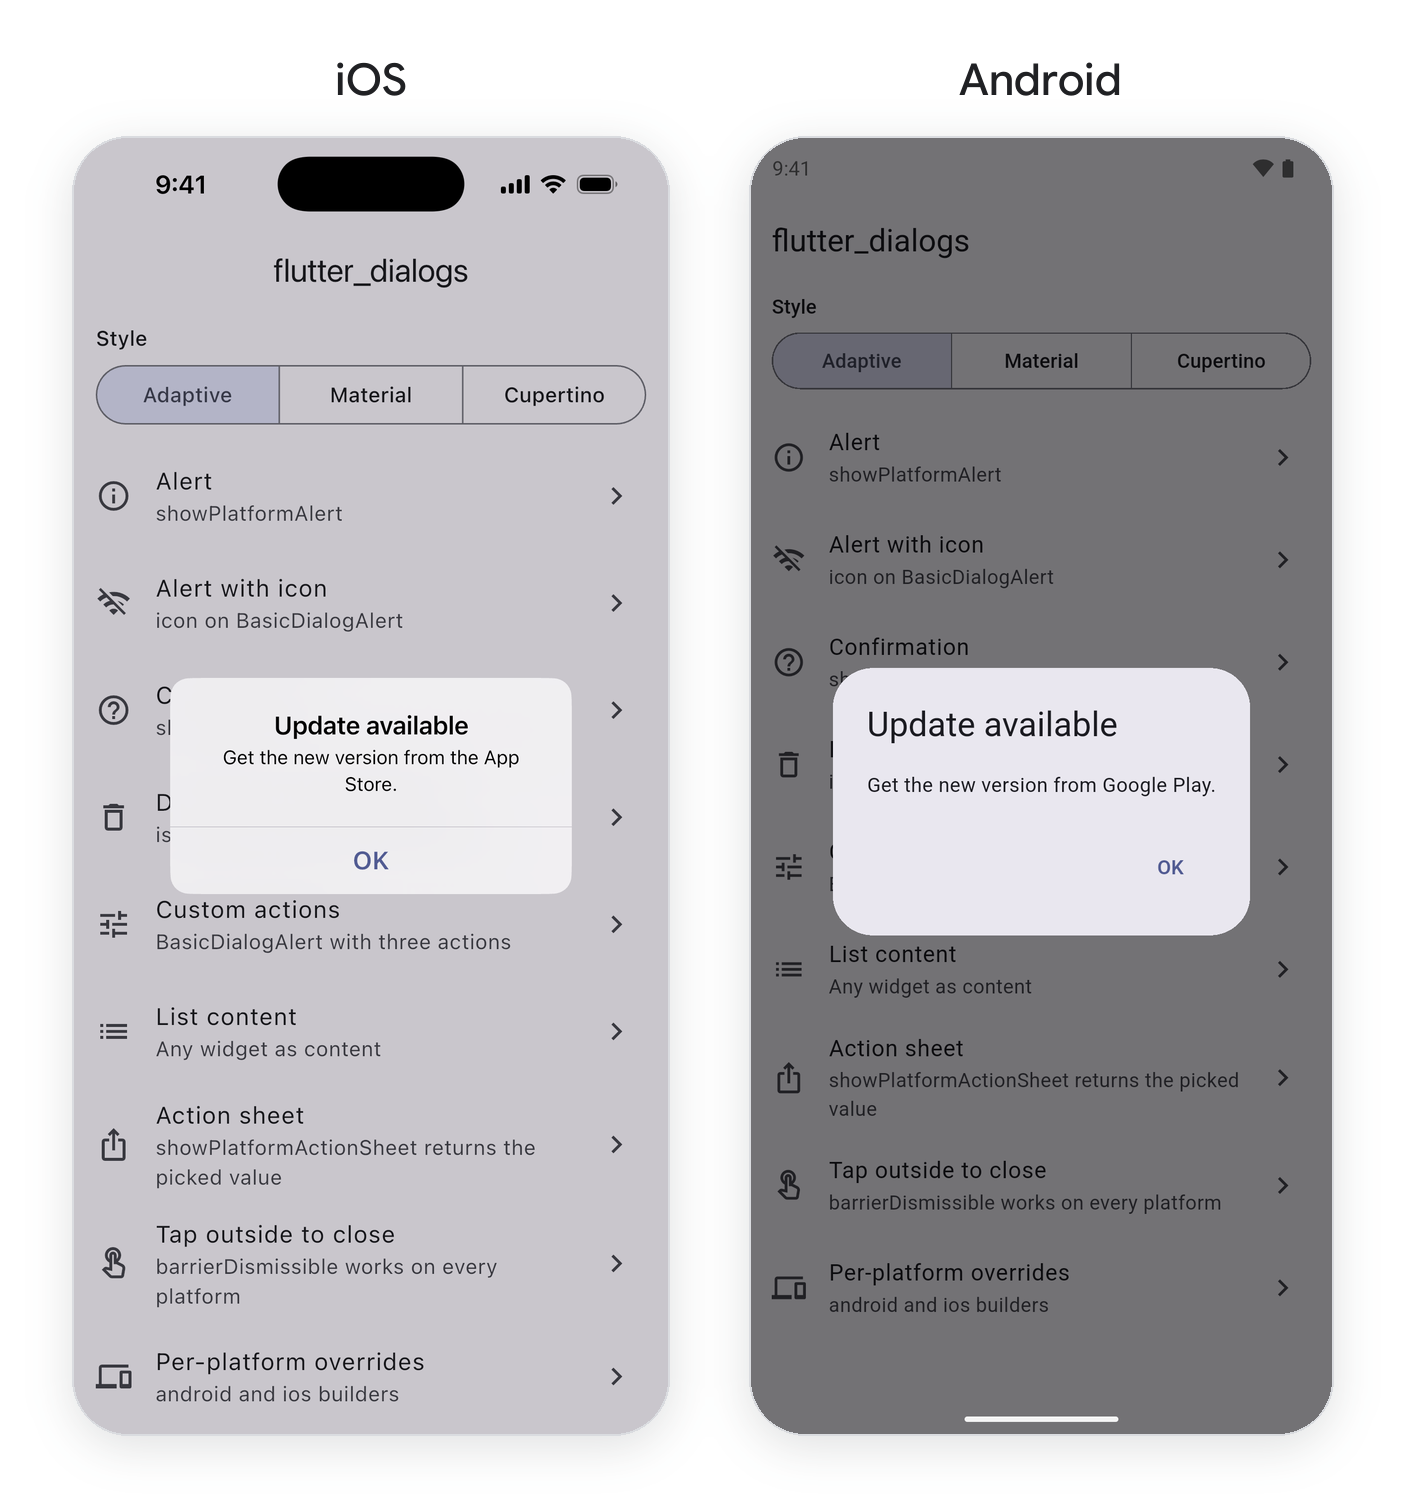 iOS
9:41
flutter_dialogs
Style
Adaptive
Material
Cupertino
Alert
showPlatformAlert
Alert with icon
icon on BasicDialogAlert
C
sl
Update available
Get the new version from the App
Store.
OK
D
is
Custom actions
BasicDialogAlert with three actions
List content
Any widget as content
Action sheet
showPlatformActionSheet returns the
picked value
Tap outside to close
barrierDismissible works on every
platform
Per-platform overrides
android and ios builders
Android
9:41
flutter_dialogs
Style
Adaptive
Material
Cupertino
Alert
showPlatformAlert
Alert with icon
icon on BasicDialogAlert
Confirmation
Update available
Get the new version from Google Play.
OK
List content
Any widget as content
Action sheet
showPlatformActionSheet returns the picked
value
Tap outside to close
barrierDismissible works on every platform
Per-platform overrides
android and ios builders